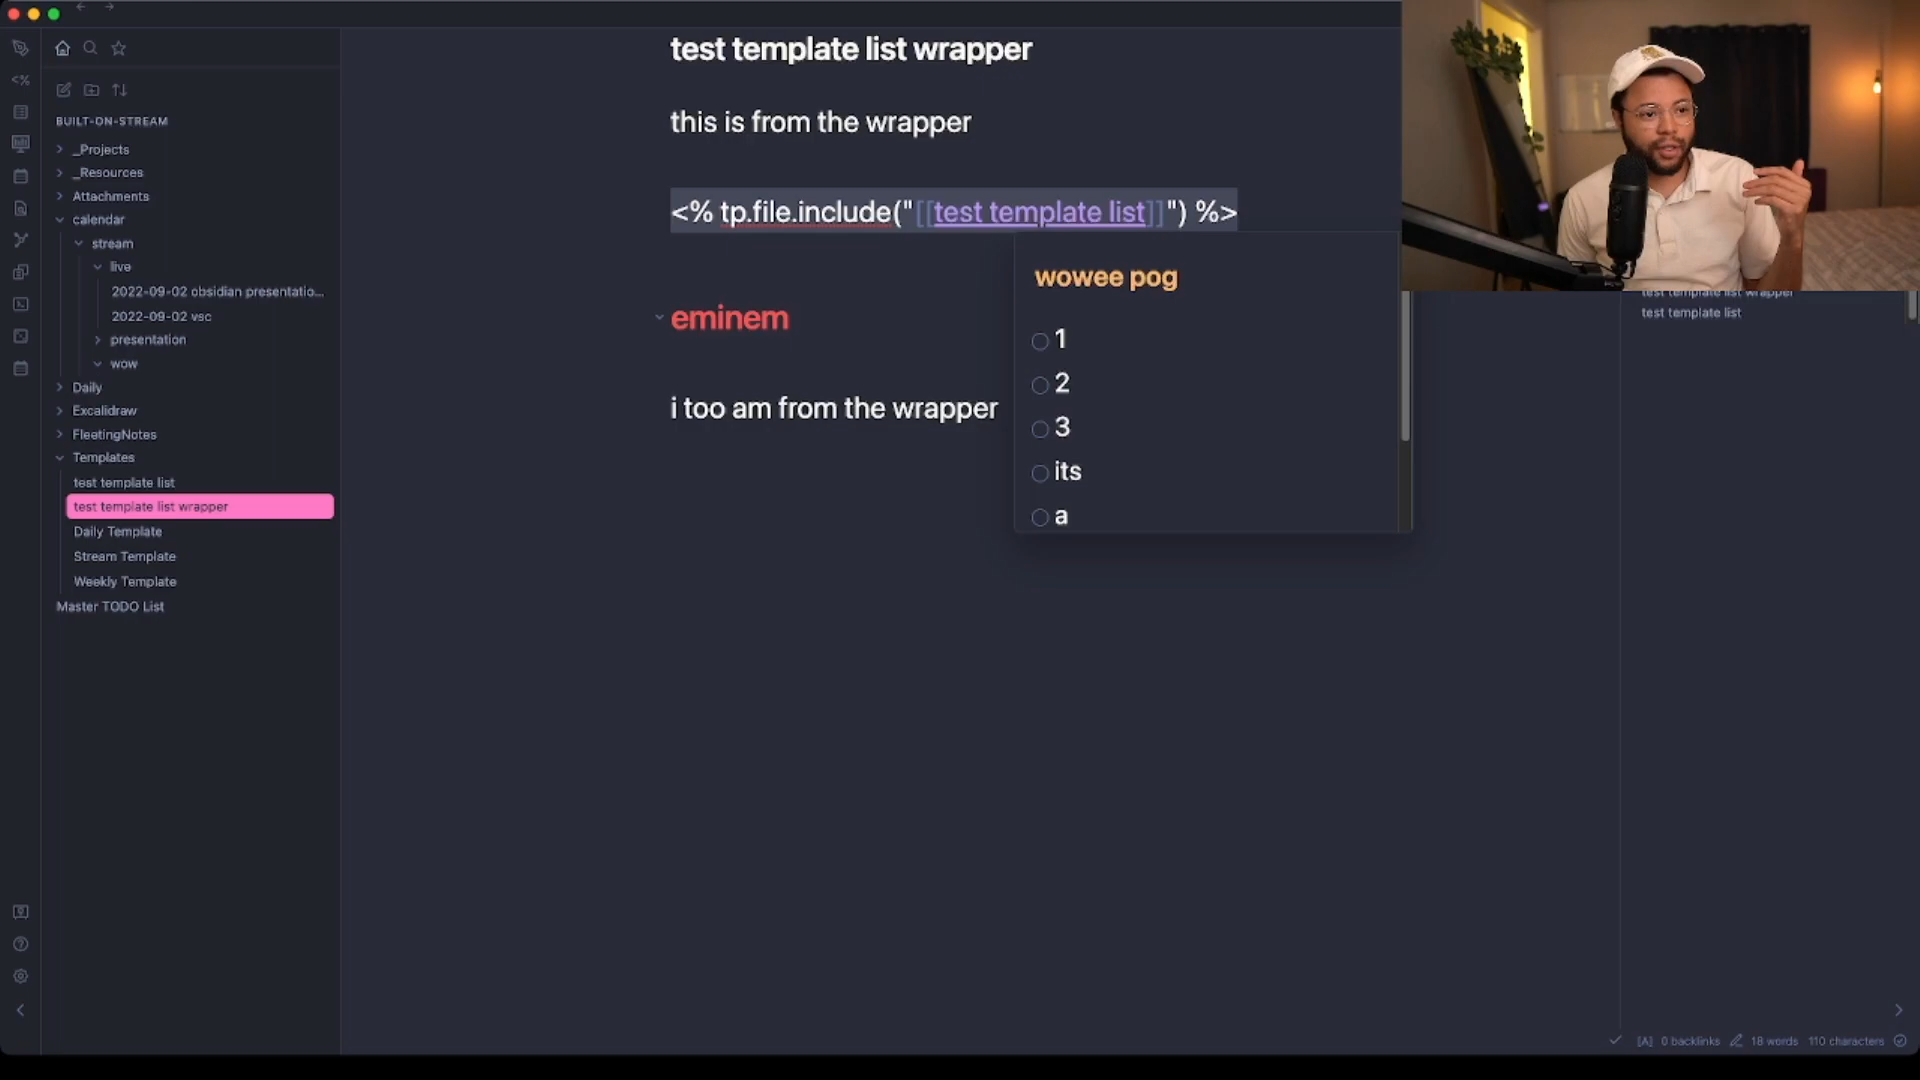 test template list wrapper
this is from the wrapper
<% tp.file.include("[[test template list]]") %>
wowee pog
1
2
3
its
a
eminem
i too am from the wrapper
<%
BUILT-ON-STREAM
_Projects
_Resources
Attachments
calendar
stream
live
2022-09-02 obsidian presentatio...
2022-09-02 vsc
presentation
wow
Daily
Excalidraw
FleetingNotes
Templates
test template list
test template list wrapper
Daily Template
Stream Template
Weekly Template
Master TODO List
test template list wrapper
test template list
[A] 0 backlinks 18 words 110 characters